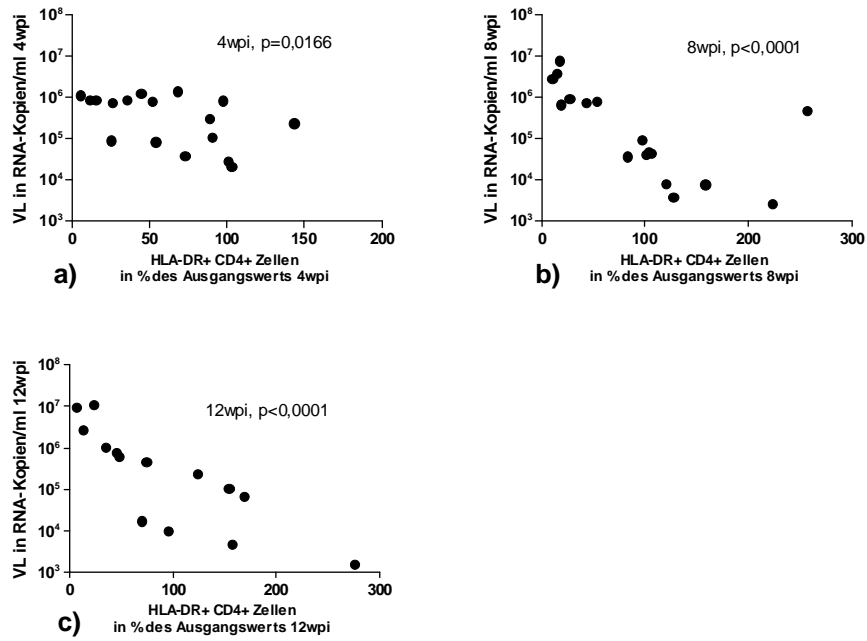 VL in RNA-Kopien/ml 4wpi
10⁷
10⁶
10⁵
10⁴
10³
4wpi, p=0,0166
0 50 100 150 200
HLA-DR+ CD4+ Zellen
in % des Ausgangswerts 4wpi
a)
VL in RNA-Kopien/ml 8wpi
10⁸
10⁷
10⁶
10⁵
10⁴
10³
8wpi, p<0,0001
0 100 200 300
HLA-DR+ CD4+ Zellen
in % des Ausgangswerts 8wpi
b)
VL in RNA-Kopien/ml 12wpi
10⁸
10⁷
10⁶
10⁵
10⁴
10³
12wpi, p<0,0001
0 100 200 300
HLA-DR+ CD4+ Zellen
in % des Ausgangswerts 12wpi
c)